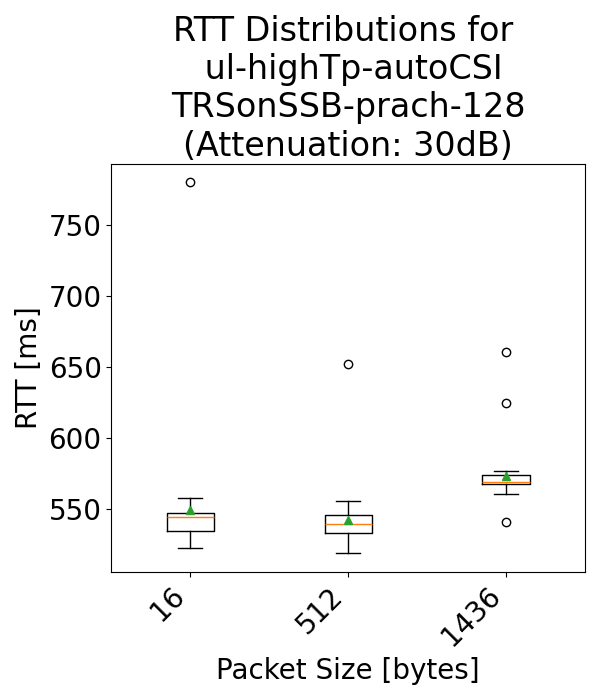 RTT Distributions for
ul-highTp-autoCSI
TRSonSSB-prach-128
(Attenuation: 30dB)
750
700
650
600
550
RTT [ms]
16
512
1436
Packet Size [bytes]